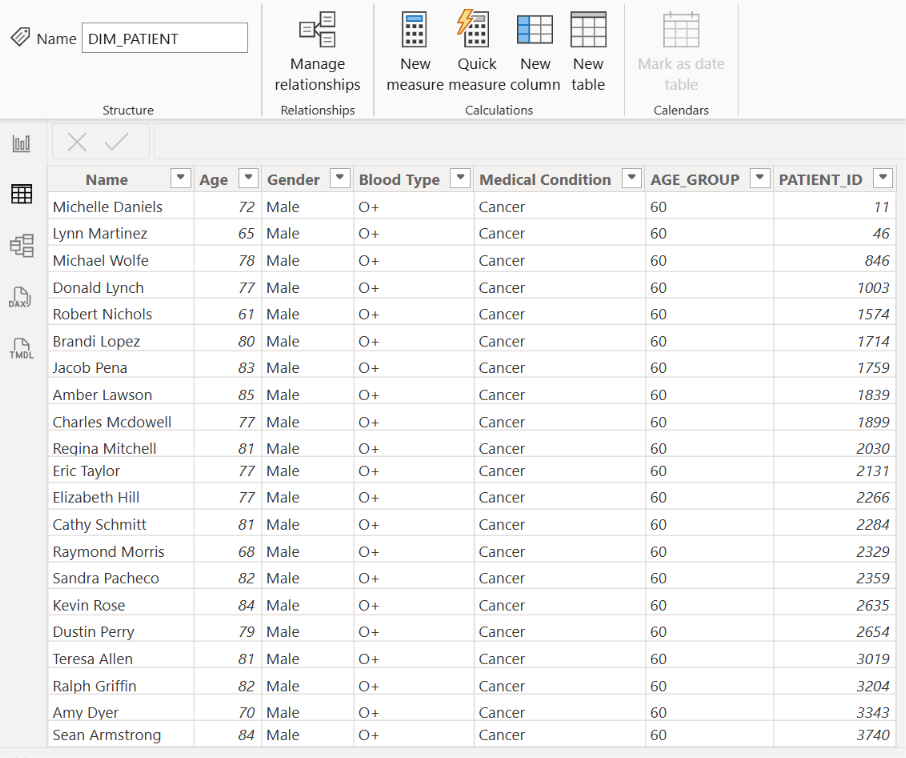 Name DIM_PATIENT
Manage relationships
New measure
Quick measure
New column
New table
Mark as date table
Structure
Relationships
Calculations
Calendars
Name Age Gender Blood Type Medical Condition AGE_GROUP PATIENT_ID
Michelle Daniels 72 Male O+ Cancer 60 11
Lynn Martinez 65 Male O+ Cancer 60 46
Michael Wolfe 78 Male O+ Cancer 60 846
Donald Lynch 77 Male O+ Cancer 60 1003
Robert Nichols 61 Male O+ Cancer 60 1574
Brandi Lopez 80 Male O+ Cancer 60 1714
Jacob Pena 83 Male O+ Cancer 60 1759
Amber Lawson 85 Male O+ Cancer 60 1839
Charles Mcdowell 77 Male O+ Cancer 60 1899
Regina Mitchell 81 Male O+ Cancer 60 2030
Eric Taylor 77 Male O+ Cancer 60 2131
Elizabeth Hill 77 Male O+ Cancer 60 2266
Cathy Schmitt 81 Male O+ Cancer 60 2284
DAX
TMDL
Raymond Morris 68 Male O+ Cancer 60 2329
Sandra Pacheco 82 Male O+ Cancer 60 2359
Kevin Rose 84 Male O+ Cancer 60 2635
Dustin Perry 79 Male O+ Cancer 60 2654
Teresa Allen 81 Male O+ Cancer 60 3019
Ralph Griffin 82 Male O+ Cancer 60 3204
Amy Dyer 70 Male O+ Cancer 60 3343
Sean Armstrong 84 Male O+ Cancer 60 3740